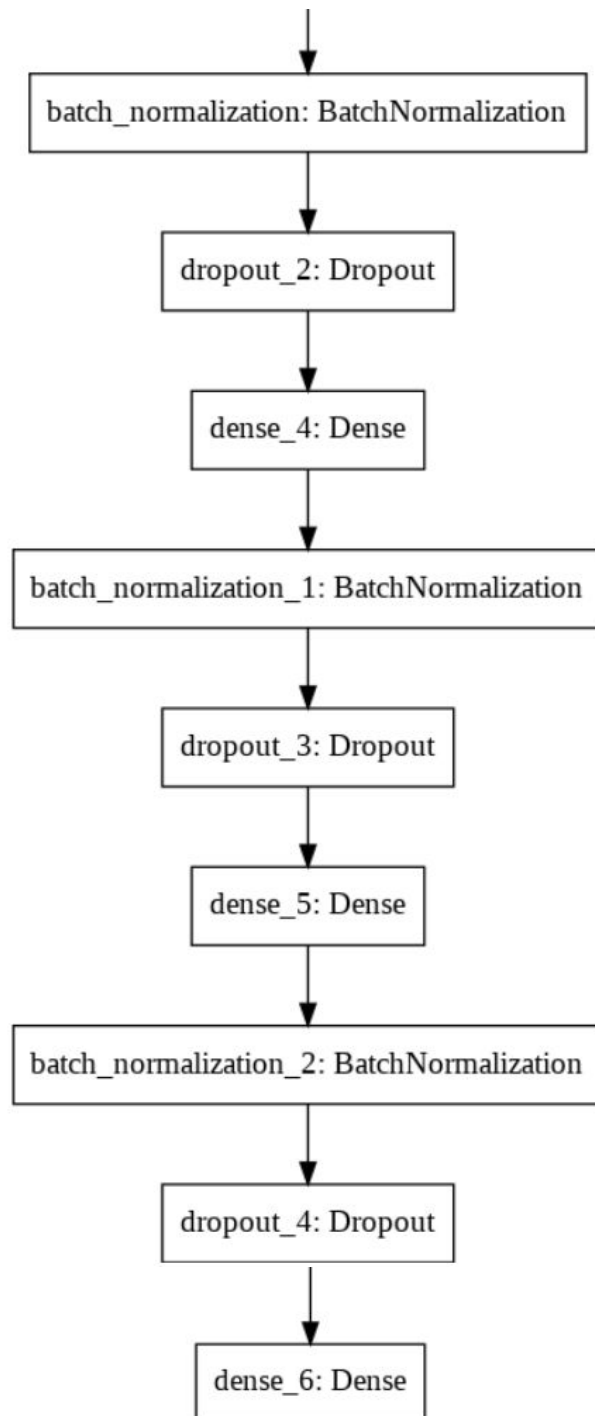 batch_normalization: BatchNormalization
dropout_2: Dropout
dense_4: Dense
batch_normalization_1: BatchNormalization
dropout_3: Dropout
dense_5: Dense
batch_normalization_2: BatchNormalization
dropout_4: Dropout
dense_6: Dense